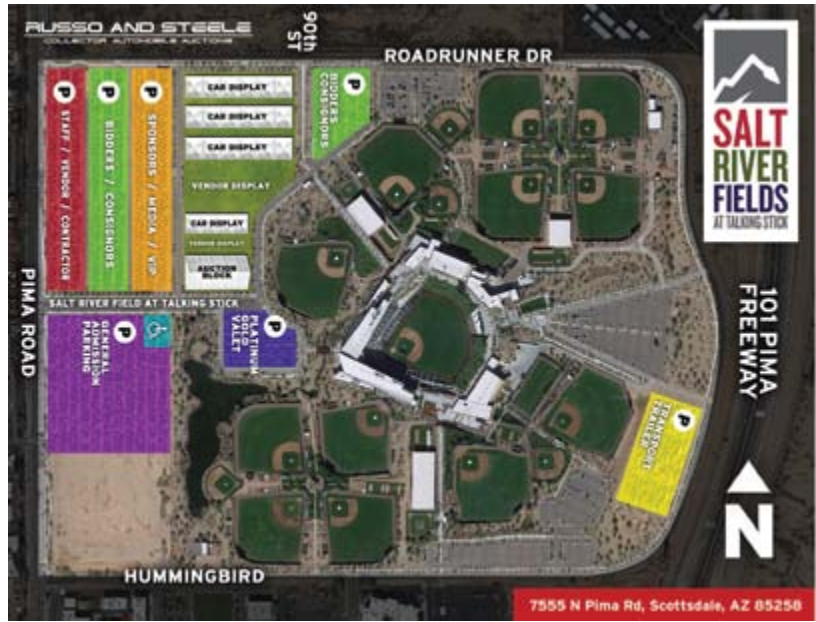 RUSSO AND STEELE
COLLECTOR AUTOMOBILE AUCTIONS
90th
ST
ROADRUNNER DR
P
STAFF / VENDOR / CONTRACTOR
P
BIDDERS / CONSIGNORS
P
SPONSORS / MEDIA / VIP
CAR DISPLAY
CAR DISPLAY
CAR DISPLAY
VENDOR DISPLAY
CAR DISPLAY
VENDOR DISPLAY
AUCTION
BLOCK
P
BIDDERS
CONSIGNORS
SALT
RIVER
FIELDS
AT TALKING STICK
PIMA ROAD
SALT RIVER FIELD AT TALKING STICK
P
GENERAL
ADMISSION
PARKING
P
PLATINUM
GOLD
VALET
101 PIMA
FREEWAY
P
TRANSPORT
TRAILER
N
HUMMINGBIRD
7555 N Pima Rd, Scottsdale, AZ 85258